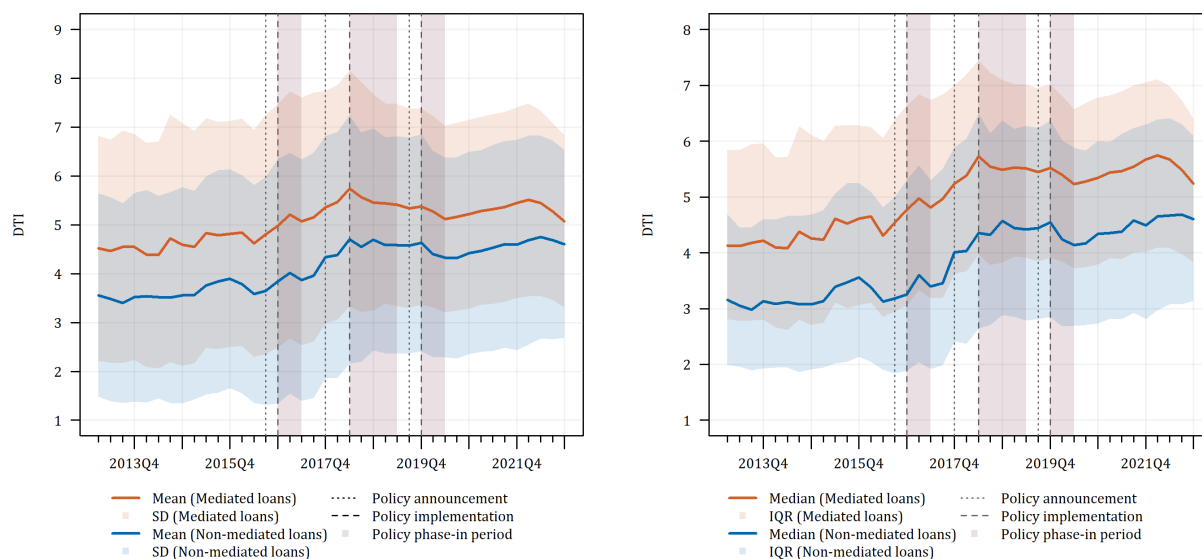 9
8
7
6
5
4
3
2
1
DTI
2013Q4 2015Q4 2017Q4 2019Q4 2021Q4
Mean (Mediated loans)
SD (Mediated loans)
Mean (Non-mediated loans)
SD (Non-mediated loans)
Policy announcement
Policy implementation
Policy phase-in period
8
7
6
5
4
3
2
1
DTI
2013Q4 2015Q4 2017Q4 2019Q4 2021Q4
Median (Mediated loans)
IQR (Mediated loans)
Median (Non-mediated loans)
IQR (Non-mediated loans)
Policy announcement
Policy implementation
Policy phase-in period